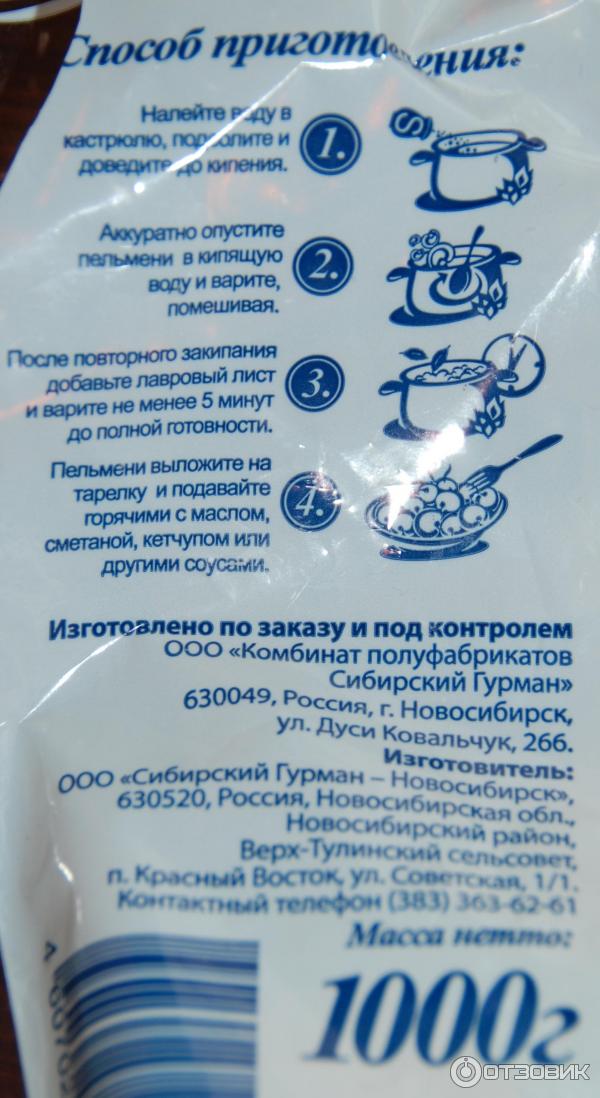 Способ приготовления:
Налейте воду в
кастрюлю, подсолите и
доведите до кипения.
1.
Аккуратно опустите
пельмени в кипящую
воду и варите,
помешивая.
2.
После повторного закипания
добавьте лавровый лист
и варите не менее 5 минут
до полной готовности.
3.
Пельмени выложите на
тарелку и подавайте
горячими с маслом,
сметаной, кетчупом или
другими соусами.
4.
Изготовлено по заказу и под контролем
ООО «Комбинат полуфабрикатов
Сибирский Гурман»
630049, Россия, г. Новосибирск,
ул. Дуси Ковальчук, 266.
Изготовитель:
ООО «Сибирский Гурман – Новосибирск»,
630520, Россия, Новосибирская обл.,
Новосибирский район,
Верх-Тулинский сельсовет,
п. Красный Восток, ул. Советская, 1/1.
Контактный телефон (383) 363-62-61
Масса нетто:
1000г
ОТЗОВИК